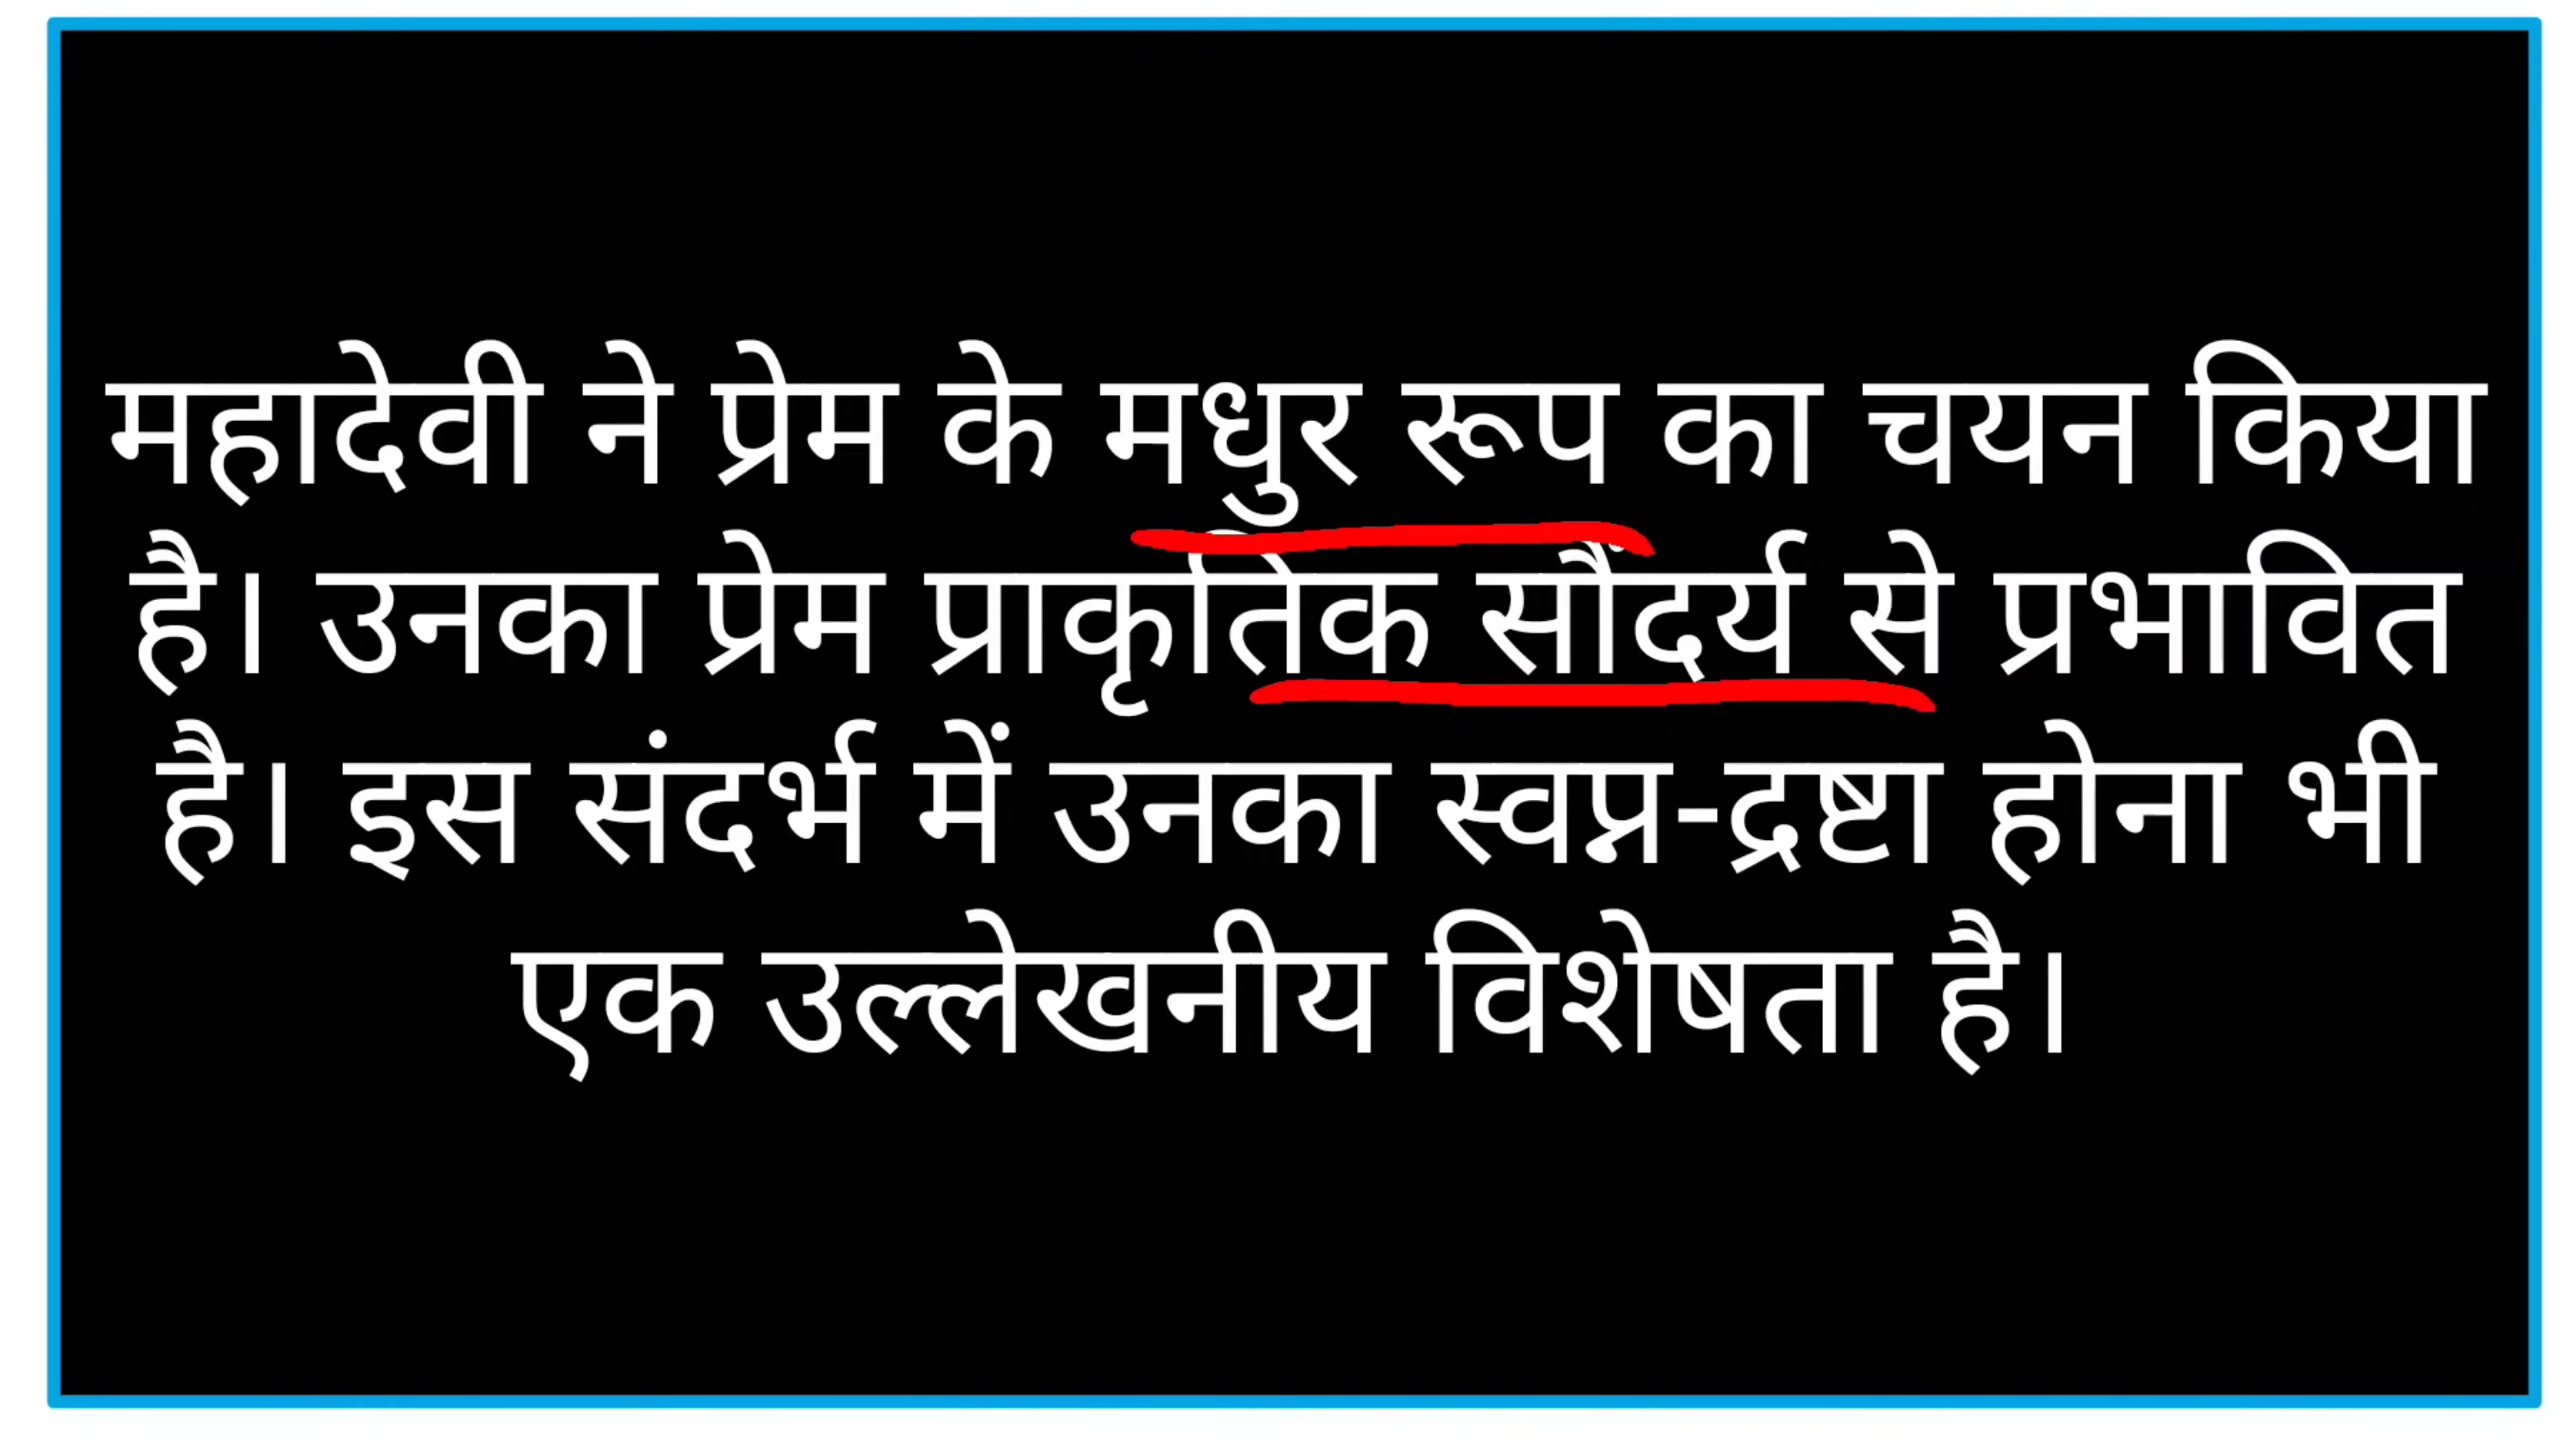 महादेवी ने प्रेम के मधुर रूप का चयन किया
है। उनका प्रेम प्राकृतिक सौंदर्य से प्रभावित
है। इस संदर्भ में उनका स्वप्न-द्रष्टा होना भी
एक उल्लेखनीय विशेषता है।